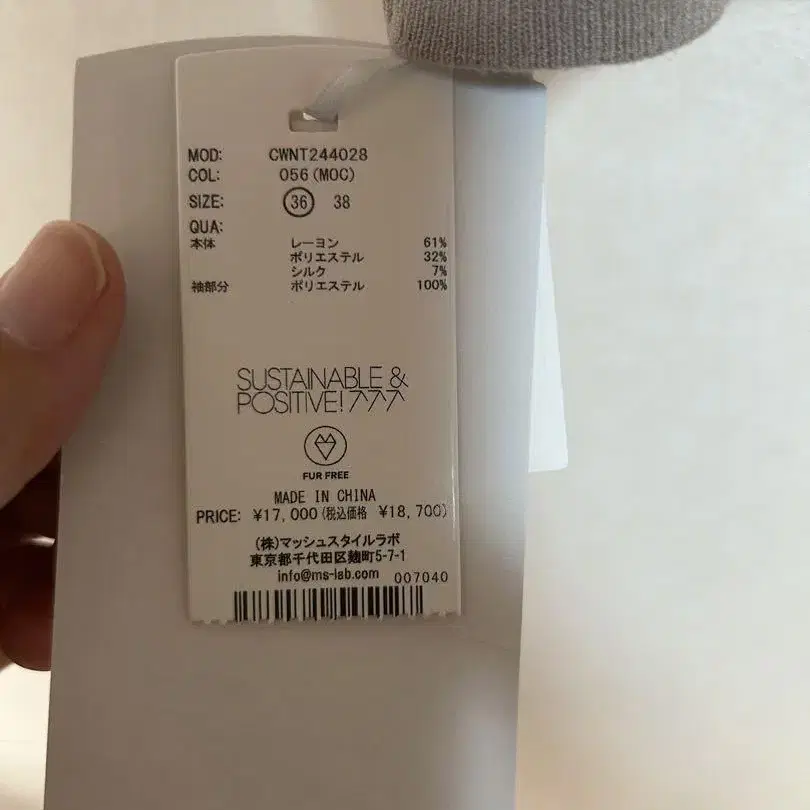 MOD: CWNT244028
COL: 056(MOC)
SIZE: 36 38
QUA:
本体 レーヨン 61%
ポリエステル 32%
シルク 7%
袖部分 ポリエステル 100%
SUSTAINABLE &
POSITIVE!
FUR FREE
MADE IN CHINA
PRICE: ¥17,000(税込価格 ¥18,700)
(株)マッシュスタイルラボ
東京都千代田区麹町5-7-1
info@ms-lab.com 007040